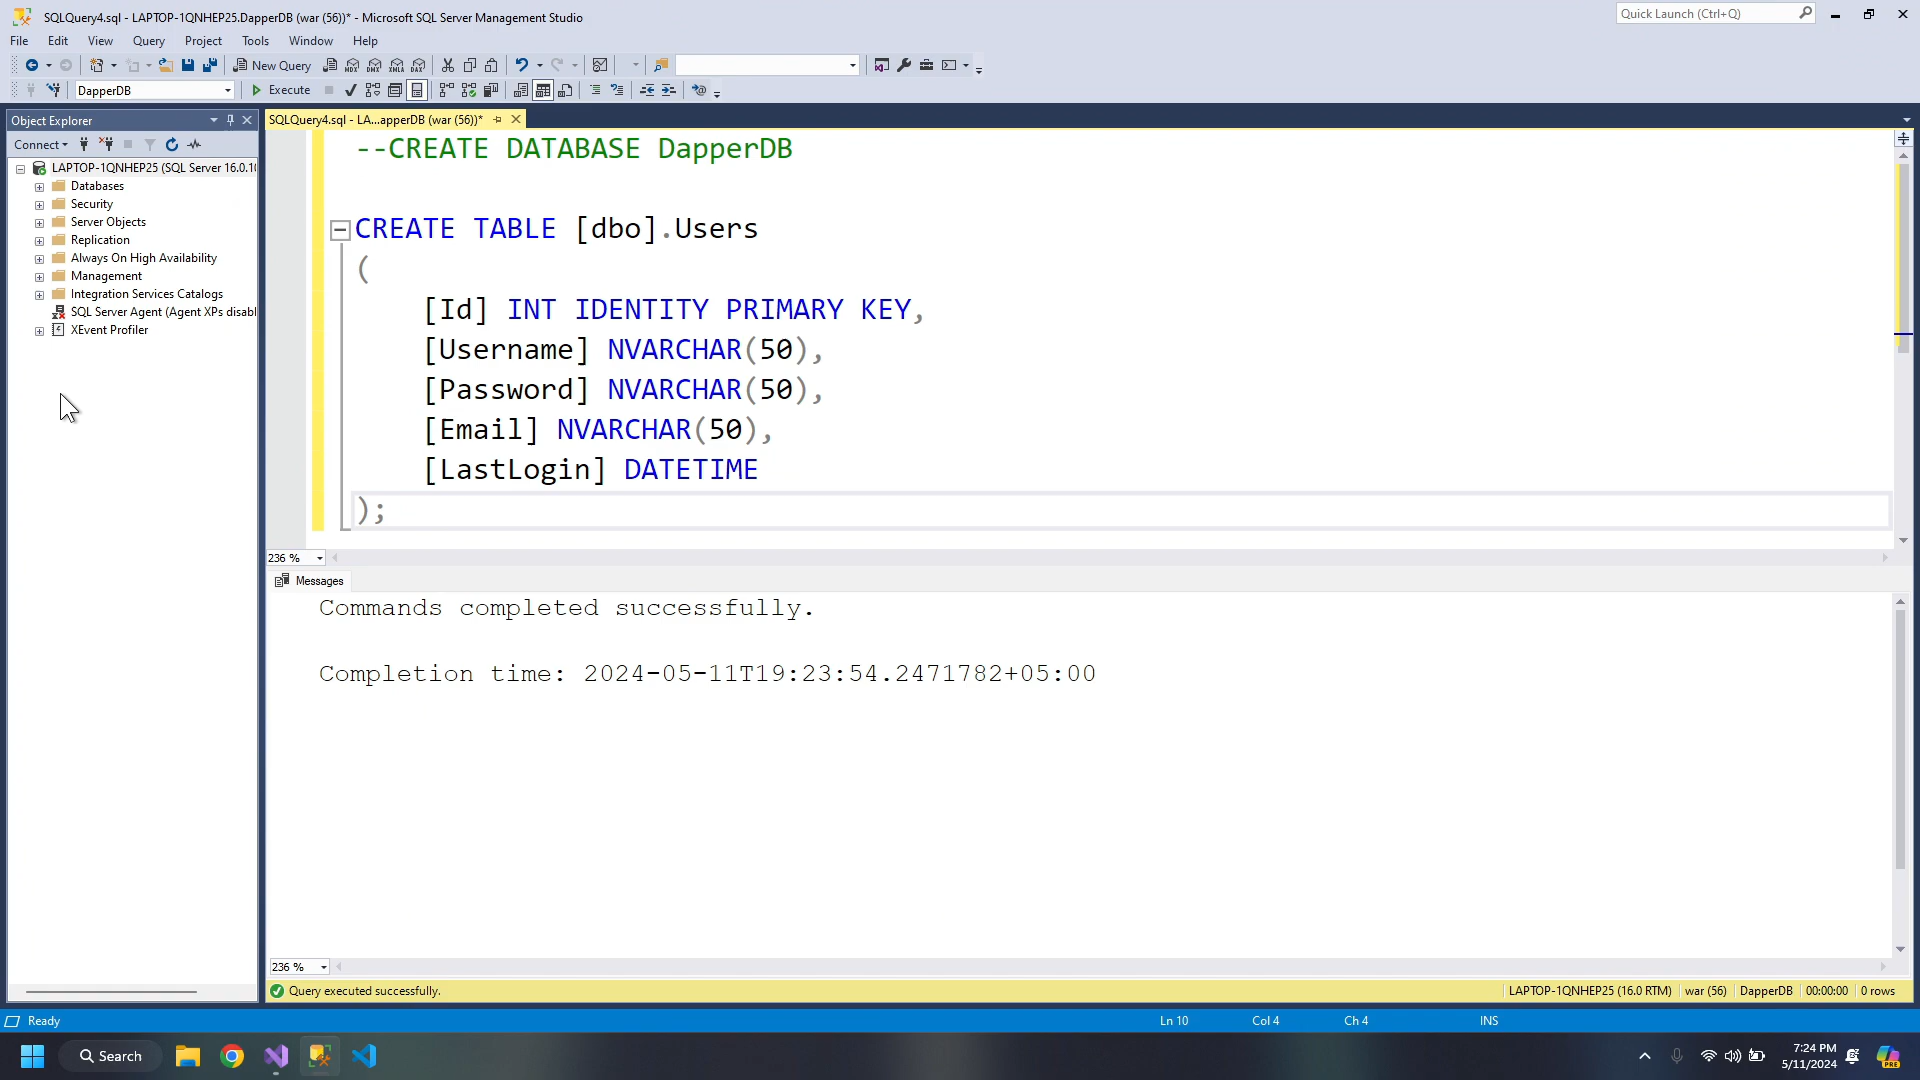 SQLQuery4.sql - LAPTOP-1QNHEP25.DapperDB (war (56))* - Microsoft SQL Server Management Studio
Quick Launch (Ctrl+Q)
File Edit View Query Project Tools Window Help
New Query
DapperDB
Execute
Object Explorer
SQLQuery4.sql - LA...apperDB (war (56))*
Connect
LAPTOP-1QNHEP25 (SQL Server 16.0.10
Databases
Security
Server Objects
Replication
Always On High Availability
Management
Integration Services Catalogs
SQL Server Agent (Agent XPs disabl
XEvent Profiler
--CREATE DATABASE DapperDB
CREATE TABLE [dbo].Users
(
[Id] INT IDENTITY PRIMARY KEY,
[Username] NVARCHAR(50),
[Password] NVARCHAR(50),
[Email] NVARCHAR(50),
[LastLogin] DATETIME
);
236 %
Messages
Commands completed successfully.
Completion time: 2024-05-11T19:23:54.2471782+05:00
236 %
Query executed successfully.
LAPTOP-1QNHEP25 (16.0 RTM) war (56) DapperDB 00:00:00 0 rows
Ready
Ln 10 Col 4 Ch 4 INS
Search
7:24 PM
5/11/2024
PRE